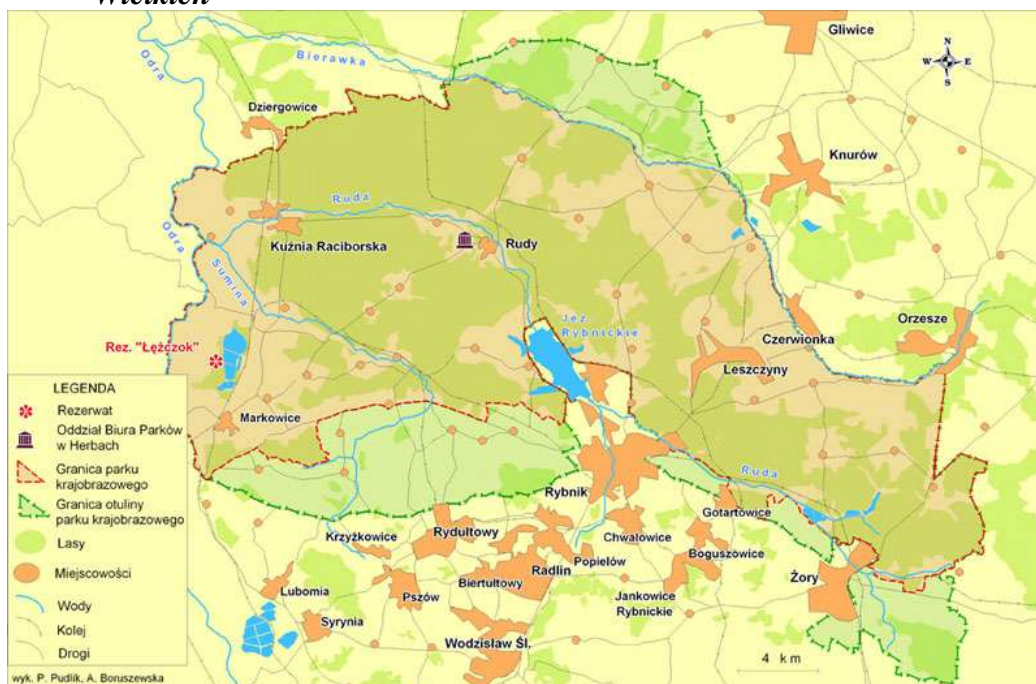 Wielkich
Gliwice
Odra
Bierawka
N
W E
S
Dziergowice
Knurów
Ruda
Odra
Kuźnia Raciborska
Rudy
Sumina
Jez.
Rybnickie
Orzesze
Czerwionka
Rez. "Łężczok"
Leszczyny
LEGENDA
Rezerwat
Oddział Biura Parków
w Herbach
Granica parku
krajobrazowego
Granica otuliny
parku krajobrazowego
Lasy
Miejscowości
Wody
Kolej
Drogi
Markowice
Ruda
Rybnik
Gotartowice
Krzyżkowice
Rydułtowy
Chwałowice
Popielów
Boguszowice
Radlin
Biertułtowy
Żory
Lubomia
Pszów
Jankowice
Rybnickie
Syrynia
Wodzisław Śl.
4 km
wyk. P. Pudlik, A. Boruszewska